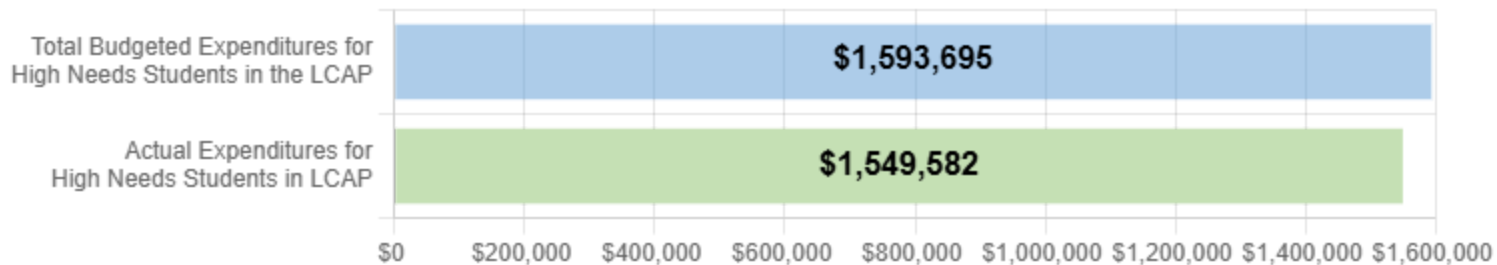 Total Budgeted Expenditures for
High Needs Students in the LCAP
$1,593,695
Actual Expenditures for
High Needs Students in LCAP
$1,549,582
$0 $200,000 $400,000 $600,000 $800,000 $1,000,000 $1,200,000 $1,400,000 $1,600,000